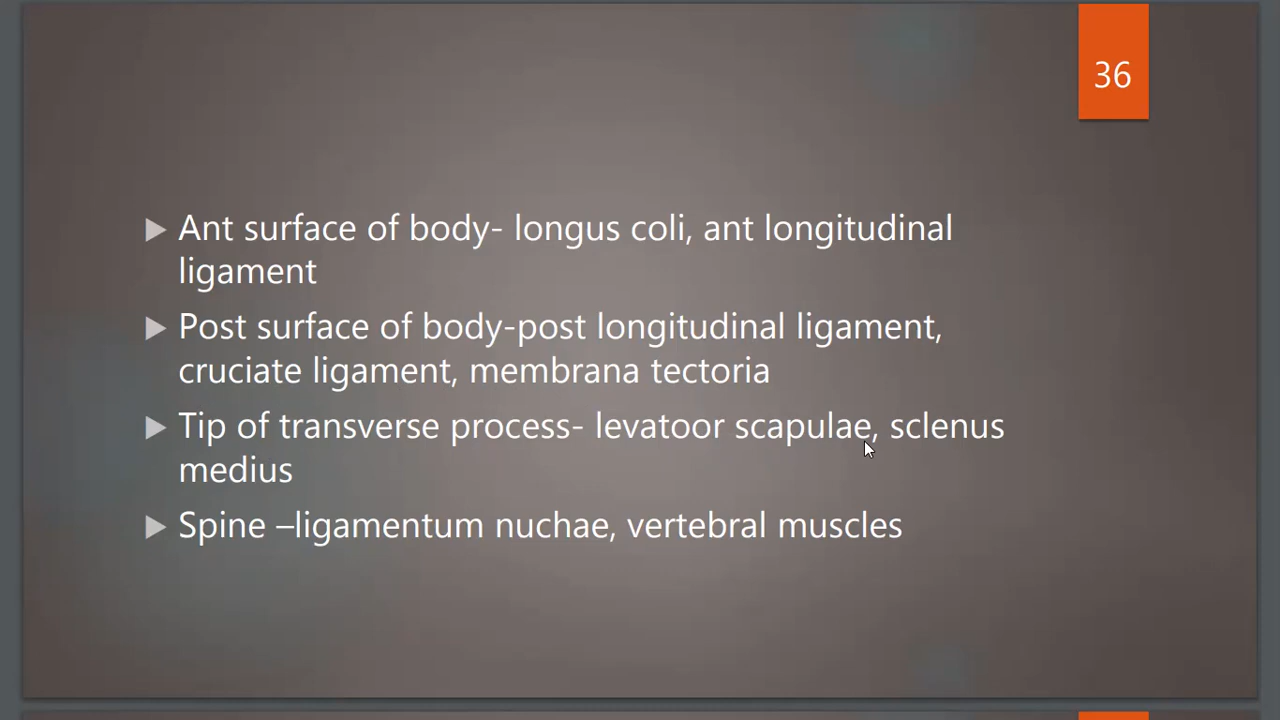 36
Ant surface of body- longus coli, ant longitudinal
ligament
Post surface of body-post longitudinal ligament,
cruciate ligament, membrana tectoria
Tip of transverse process- levatoor scapulae, sclenus
medius
Spine –ligamentum nuchae, vertebral muscles